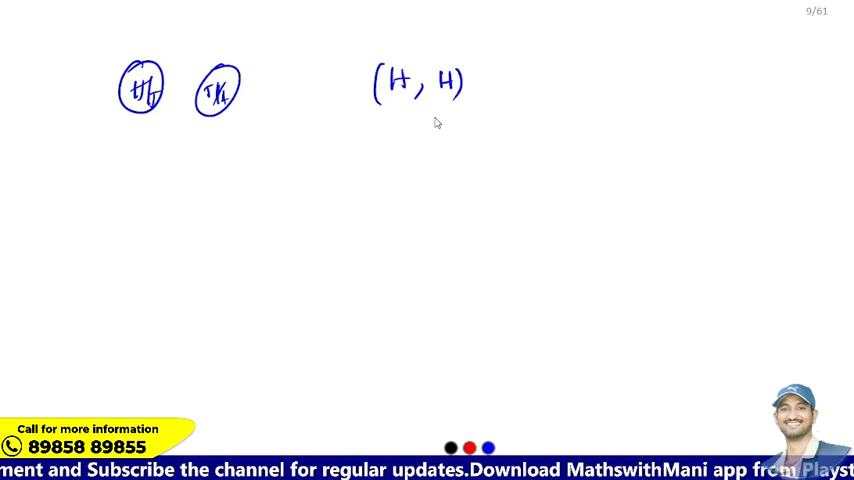 9/61
H/T T/H (H, H)
Call for more information
89858 89855
ment and Subscribe the channel for regular updates.Download MathswithMani app from Playst